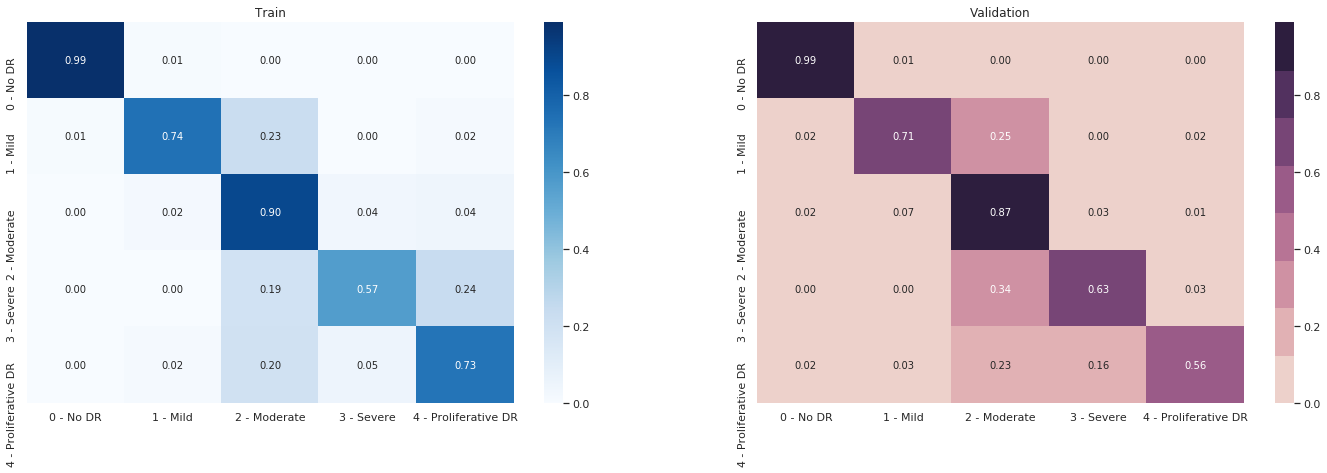 Train
0 - No DR
1 - Mild
2 - Moderate
3 - Severe
4 - Proliferative DR
0.99 0.01 0.00 0.00 0.00
0.01 0.74 0.23 0.00 0.02
0.00 0.02 0.90 0.04 0.04
0.00 0.00 0.19 0.57 0.24
0.00 0.02 0.20 0.05 0.73
0 - No DR 1 - Mild 2 - Moderate 3 - Severe 4 - Proliferative DR
0.8
0.6
0.4
0.2
0.0
Validation
0 - No DR
1 - Mild
2 - Moderate
3 - Severe
4 - Proliferative DR
0.99 0.01 0.00 0.00 0.00
0.02 0.71 0.25 0.00 0.02
0.02 0.07 0.87 0.03 0.01
0.00 0.00 0.34 0.63 0.03
0.02 0.03 0.23 0.16 0.56
0 - No DR 1 - Mild 2 - Moderate 3 - Severe 4 - Proliferative DR
0.8
0.6
0.4
0.2
0.0